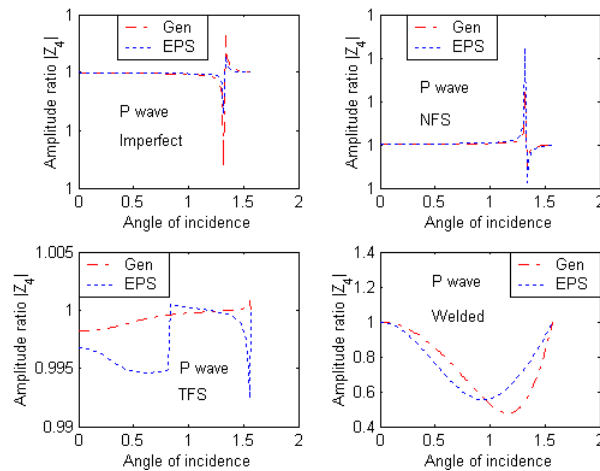 1
1
1
1
Amplitude ratio |Z4|
Gen
EPS
P wave
Imperfect
0
0.5
1
1.5
2
Angle of incidence
1
1
1
1
Amplitude ratio |Z4|
Gen
EPS
P wave
NFS
0
0.5
1
1.5
2
Angle of incidence
1.005
1
0.995
0.99
Amplitude ratio |Z4|
Gen
EPS
P wave
TFS
0
0.5
1
1.5
2
Angle of incidence
1.4
1.2
1
0.8
0.6
0.4
Amplitude ratio |Z4|
Gen
EPS
P wave
Welded
0
0.5
1
1.5
2
Angle of incidence